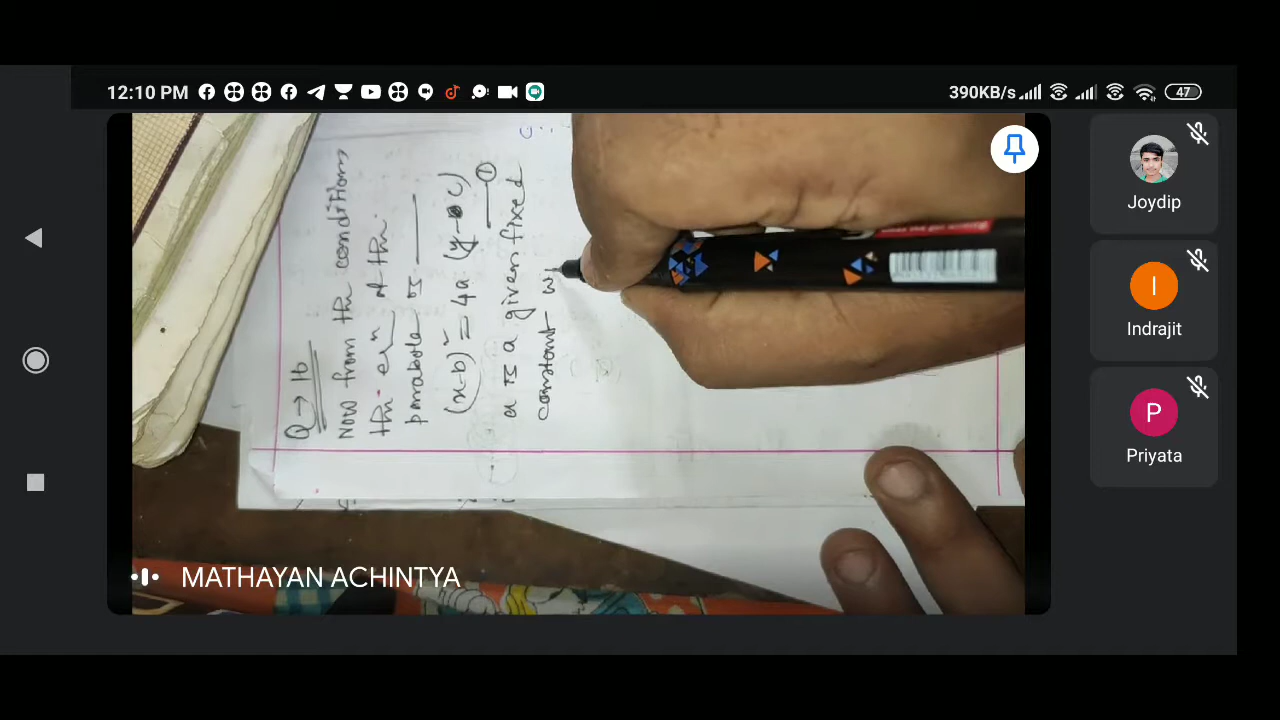 12:10 PM
390KB/s
47
Q → 16
Now from the conditions
the eqn of the
parabola is
(x-b)² = 4a (y-c)
①
a is a given fixed
constant w
Joydip
I
Indrajit
P
Priyata
MATHAYAN ACHINTYA